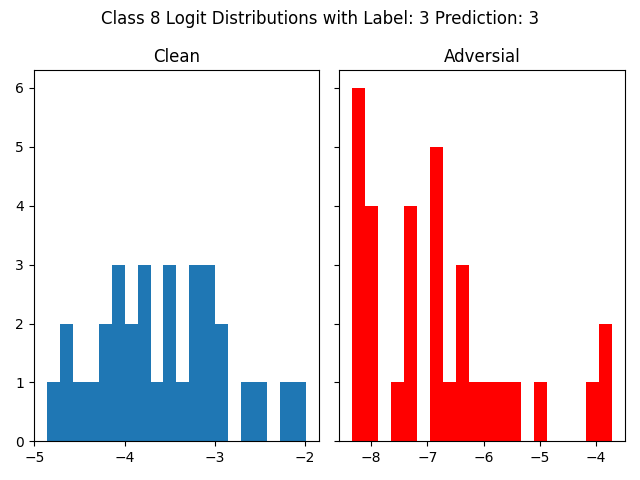 Class 8 Logit Distributions with Label: 3 Prediction: 3
Clean
Adversial
6
5
4
3
2
1
0
−5 −4 −3 −2
−8 −7 −6 −5 −4